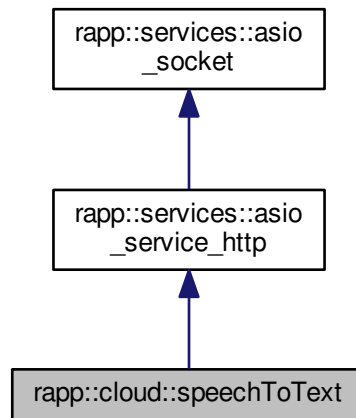 rapp::services::asio
_socket
rapp::services::asio
_service_http
rapp::cloud::speechToText